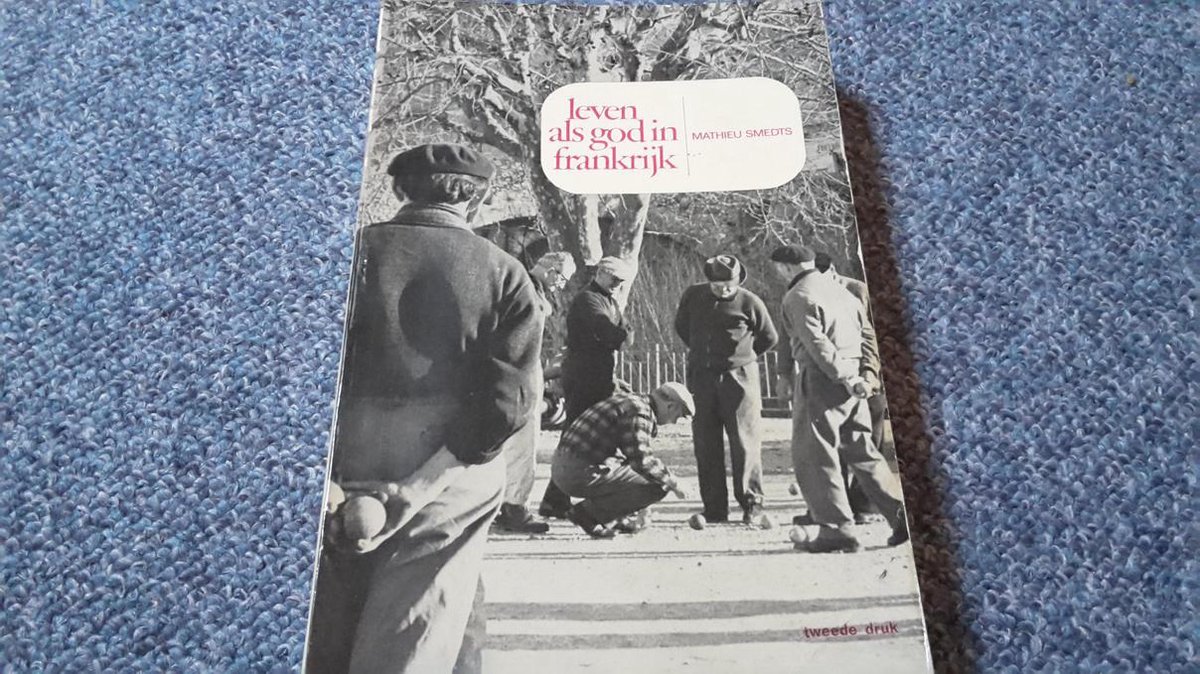 leven
als god in
frankrijk
MATHIEU SMEDTS
tweede druk